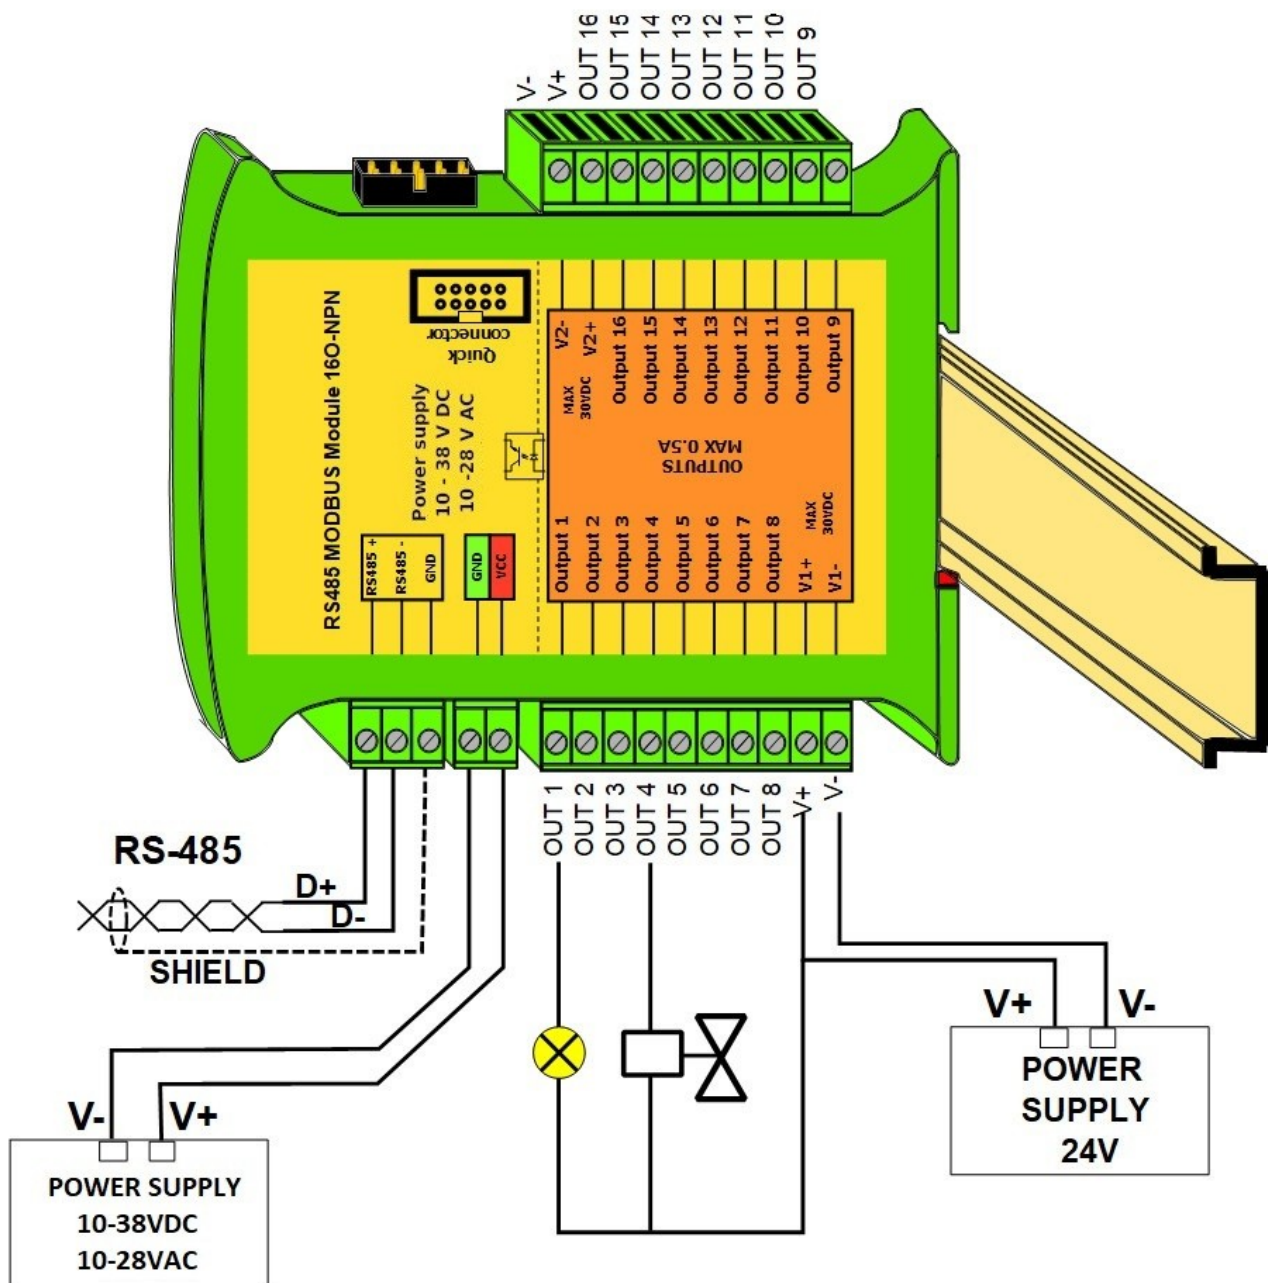 V-
V+
OUT 16
OUT 15
OUT 14
OUT 13
OUT 12
OUT 11
OUT 10
OUT 9
RS485 MODBUS Module 16O-NPN
Quick
connector
Power supply
10 - 38 V DC
10 -28 V AC
V2-
V2+
MAX
30VDC
Output 16
Output 15
Output 14
Output 13
Output 12
Output 11
Output 10
Output 9
OUTPUTS
MAX 0.5A
RS485 +
RS485 -
GND
GND
VCC
Output 1
Output 2
Output 3
Output 4
Output 5
Output 6
Output 7
Output 8
V1+
V1-
MAX
30VDC
OUT 1
OUT 2
OUT 3
OUT 4
OUT 5
OUT 6
OUT 7
OUT 8
V+
V-
RS-485
D+
D-
SHIELD
V-
V+
POWER SUPPLY
10-38VDC
10-28VAC
V+
V-
POWER
SUPPLY
24V